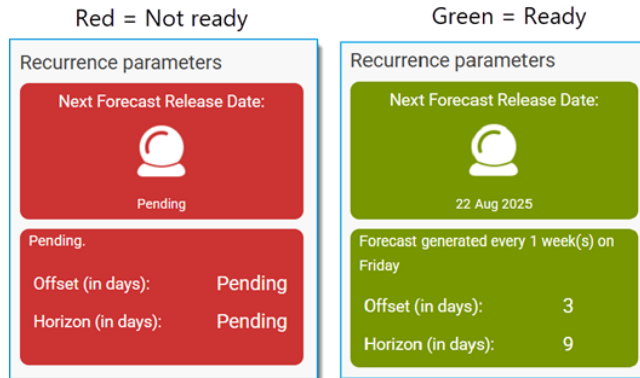 Red = Not ready
Recurrence parameters
Next Forecast Release Date:
Pending
Pending.
Offset (in days): Pending
Horizon (in days): Pending
Green = Ready
Recurrence parameters
Next Forecast Release Date:
22 Aug 2025
Forecast generated every 1 week(s) on
Friday
Offset (in days): 3
Horizon (in days): 9